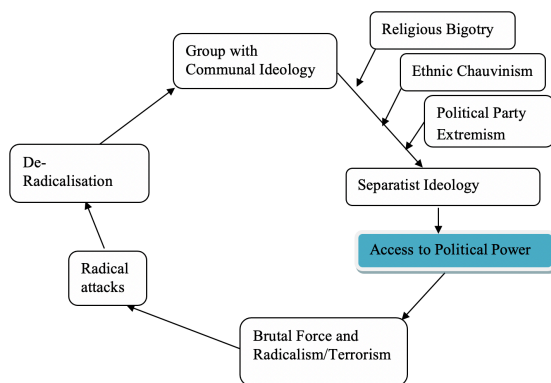 Religious Bigotry
Group with
Communal Ideology
Ethnic Chauvinism
Political Party
Extremism
De-
Radicalisation
Separatist Ideology
Access to Political Power
Radical
attacks
Brutal Force and
Radicalism/Terrorism